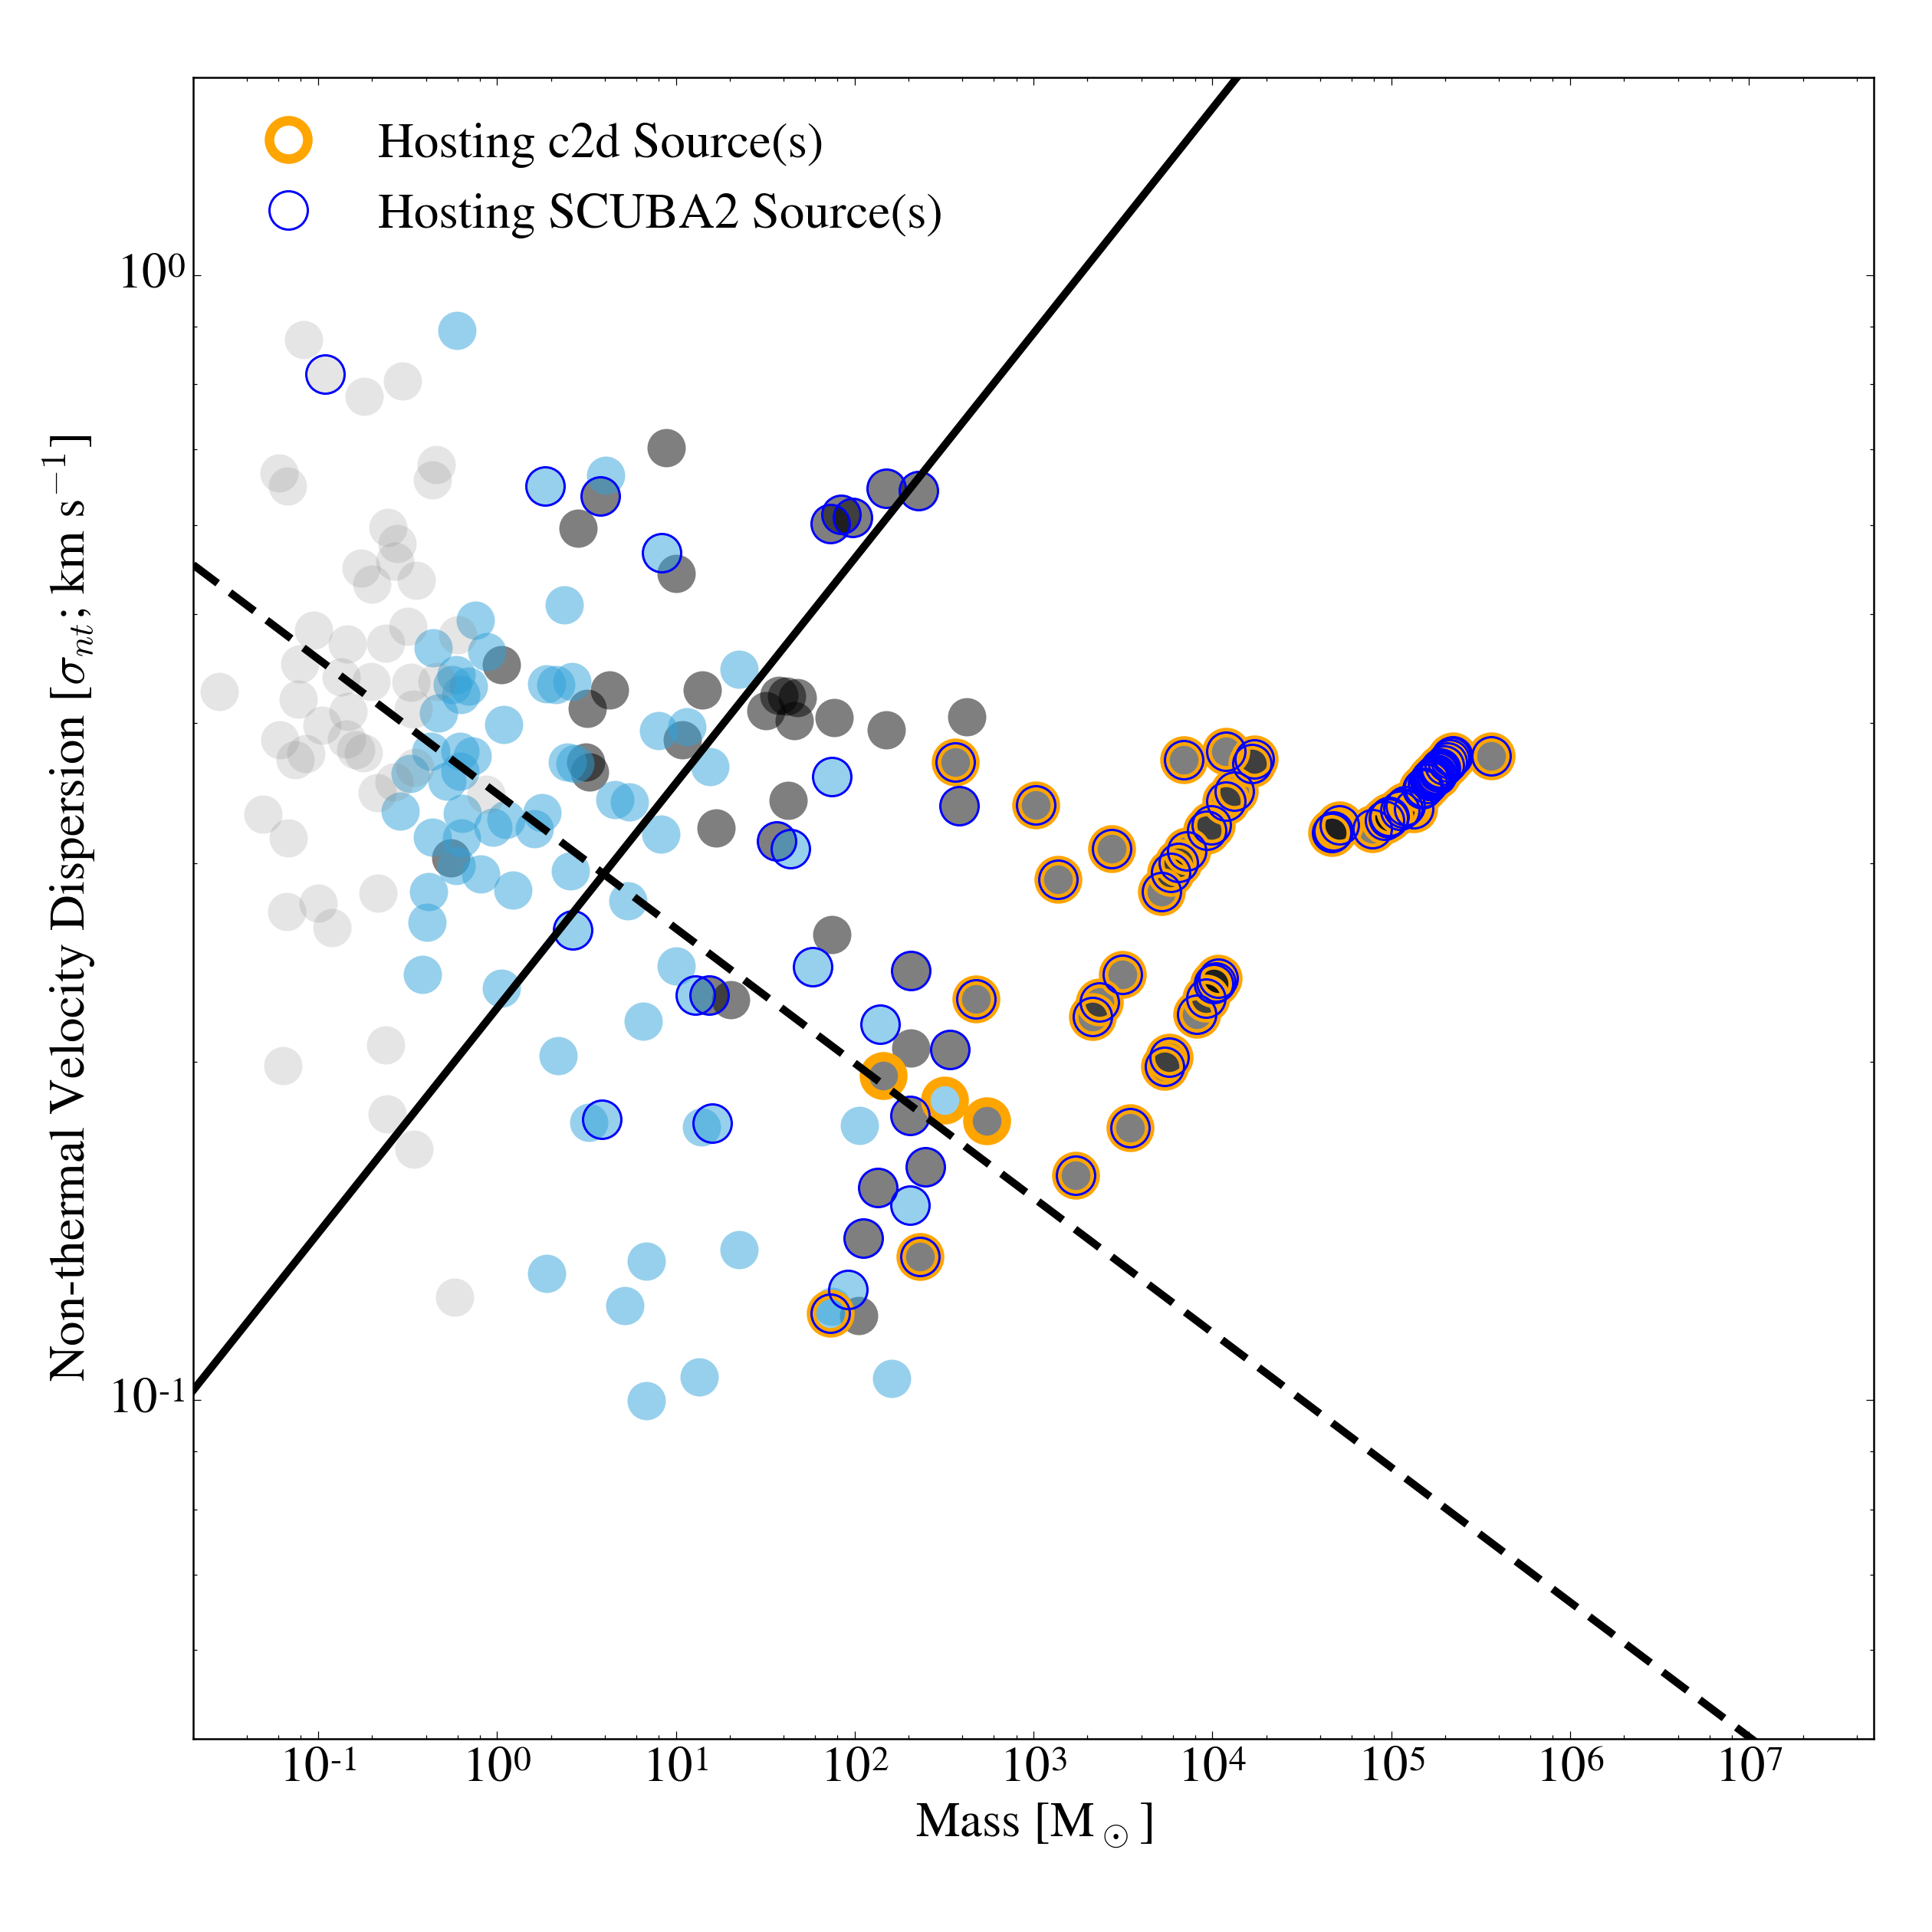 Hosting c2d Source(s)
Hosting SCUBA2 Source(s)
10⁰
10⁻¹
Non-thermal Velocity Dispersion [σₙₜ; km s⁻¹]
10⁻¹ 10⁰ 10¹ 10² 10³ 10⁴ 10⁵ 10⁶ 10⁷
Mass [M☉]